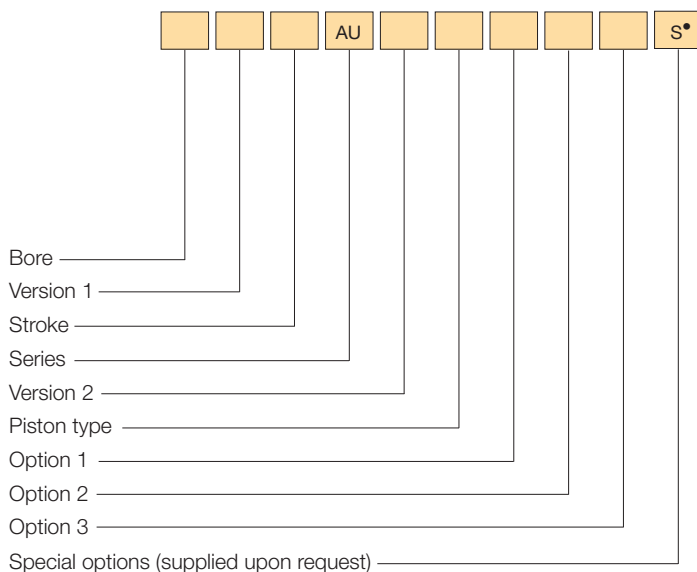 AU S•
Bore
Version 1
Stroke
Series
Version 2
Piston type
Option 1
Option 2
Option 3
Special options (supplied upon request)